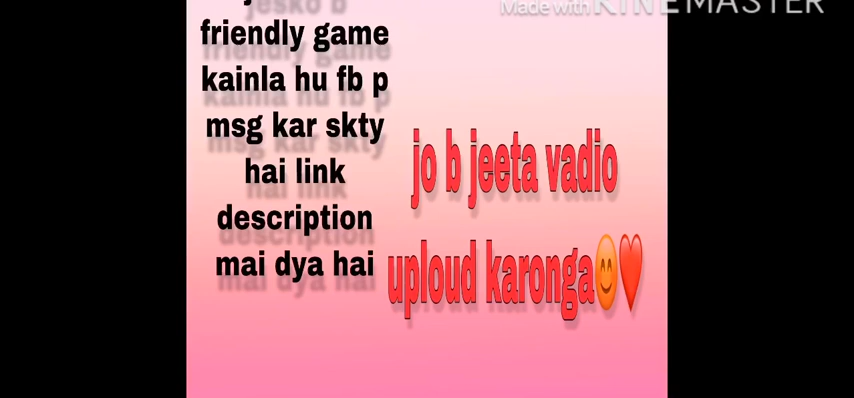 jesko b
friendly game
kainla hu fb p
msg kar skty
hai link
description
mai dya hai
Made with KINEMASTER
jo b jeeta vadio
uploud karonga😊❤️